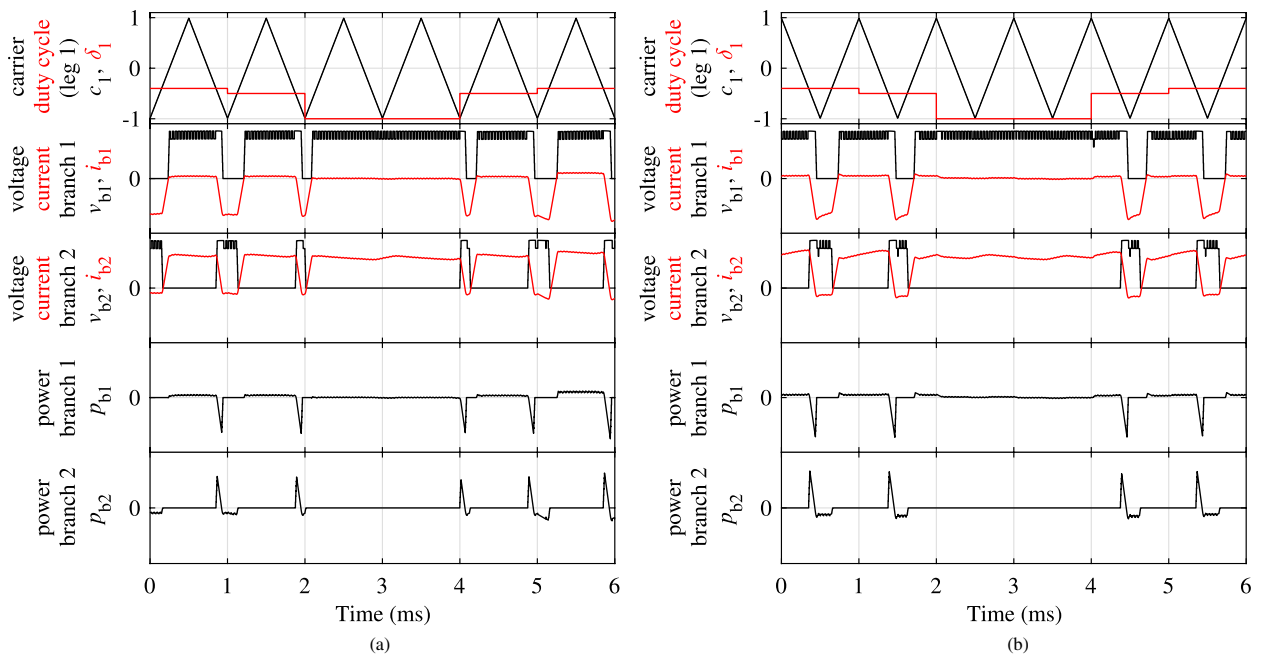 carrier
duty cycle
(leg 1)
c1, δ1
1
0
-1
voltage
current
branch 1
vb1, ib1
0
voltage
current
branch 2
vb2, ib2
0
power
branch 1
pb1
0
power
branch 2
pb2
0
0 1 2 3 4 5 6
Time (ms)
(a)
carrier
duty cycle
(leg 1)
c1, δ1
1
0
-1
voltage
current
branch 1
vb1, ib1
0
voltage
current
branch 2
vb2, ib2
0
power
branch 1
pb1
0
power
branch 2
pb2
0
0 1 2 3 4 5 6
Time (ms)
(b)